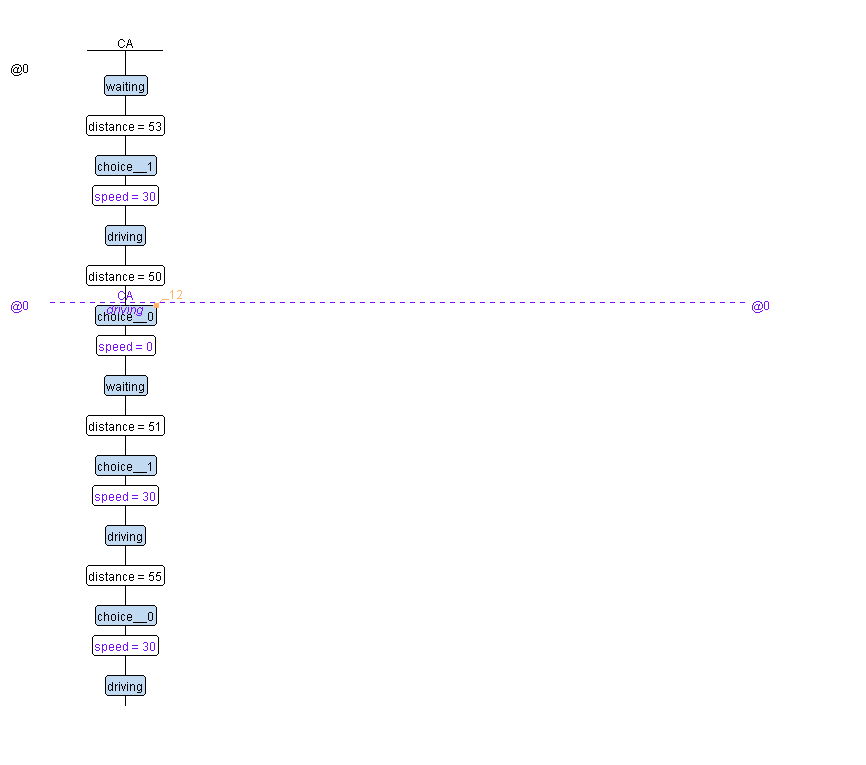 CA
@0
waiting
distance = 53
choice__1
speed = 30
driving
distance = 50
CA
_12
@0
@0
driving
choice__0
speed = 0
waiting
distance = 51
choice__1
speed = 30
driving
distance = 55
choice__0
speed = 30
driving